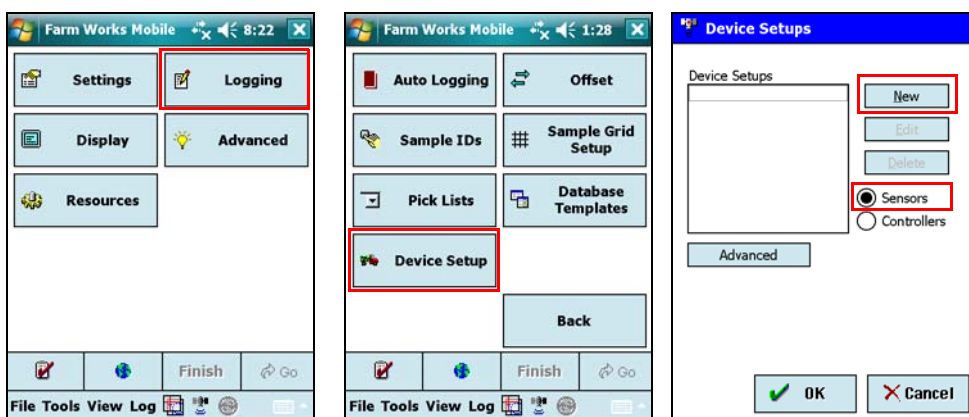 Farm Works Mobile 8:22
Settings
Logging
Display
Advanced
Resources
Finish
Go
File Tools View Log
Farm Works Mobile 1:28
Auto Logging
Offset
Sample IDs
Sample Grid
Setup
Pick Lists
Database
Templates
Device Setup
Back
Finish
Go
File Tools View Log
Device Setups
Device Setups
New
Edit
Delete
Sensors
Controllers
Advanced
OK
Cancel